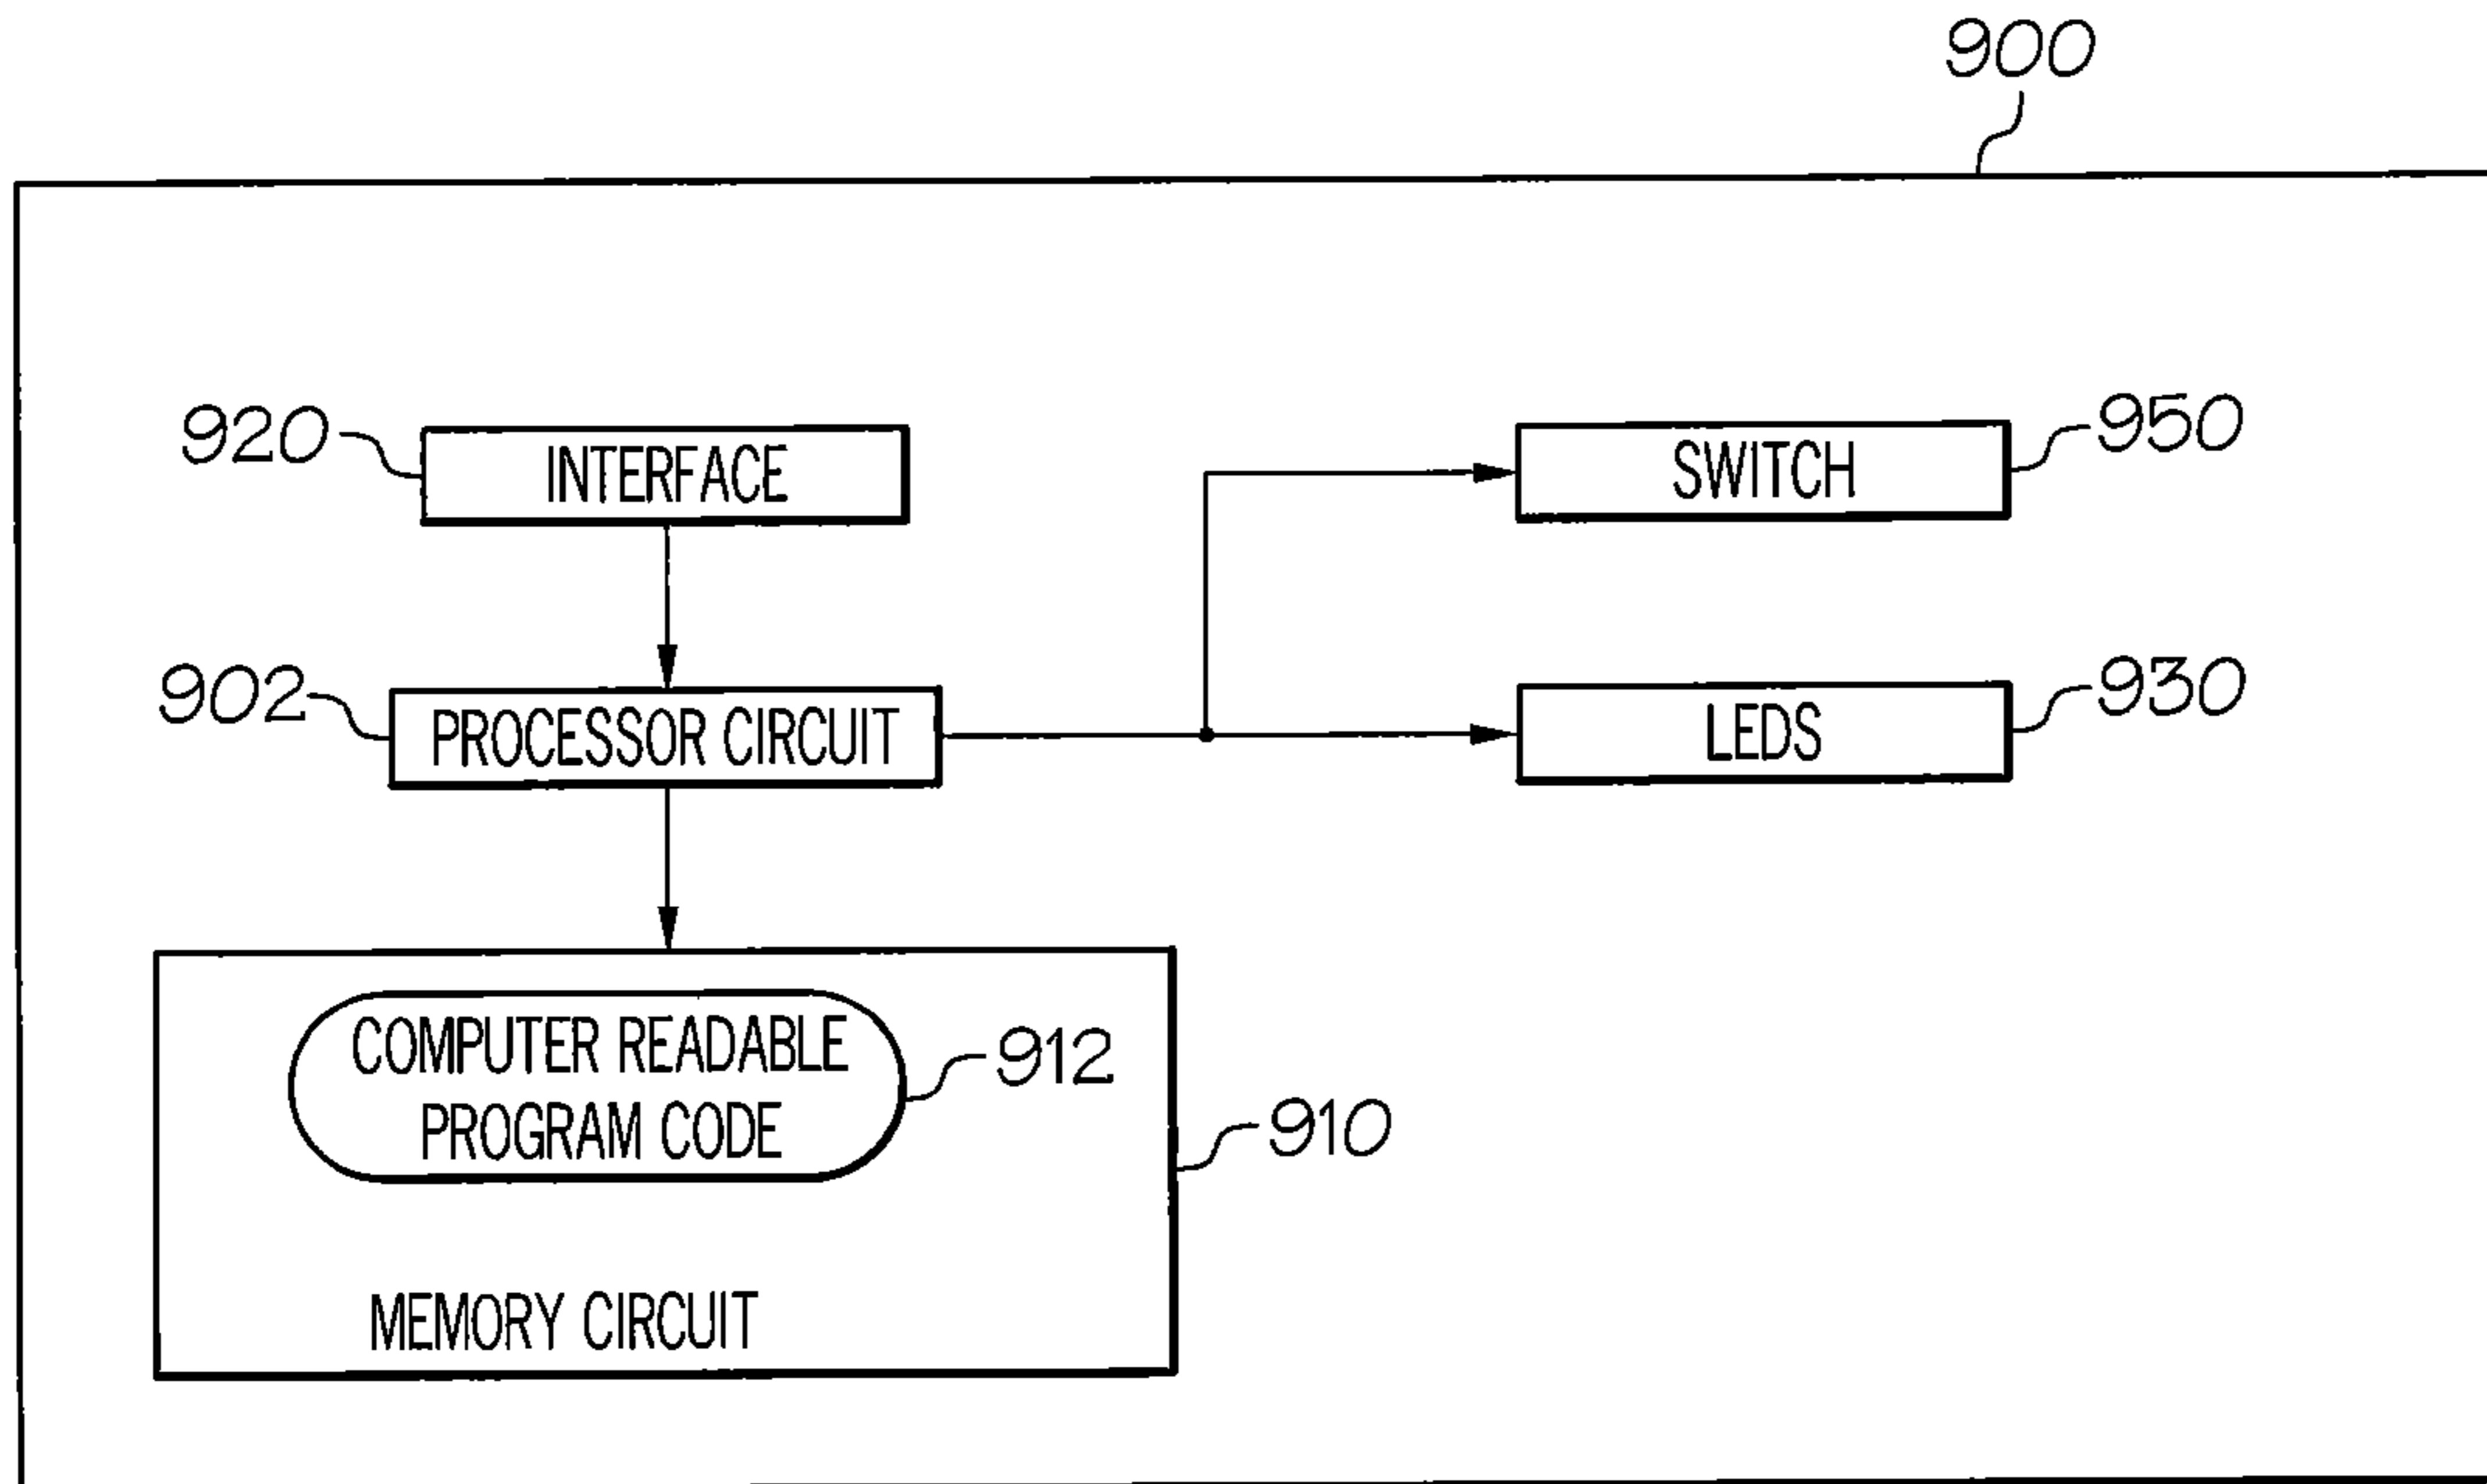 900
920
INTERFACE
SWITCH
950
902
PROCESSOR CIRCUIT
LEDS
930
COMPUTER READABLE
PROGRAM CODE
912
910
MEMORY CIRCUIT